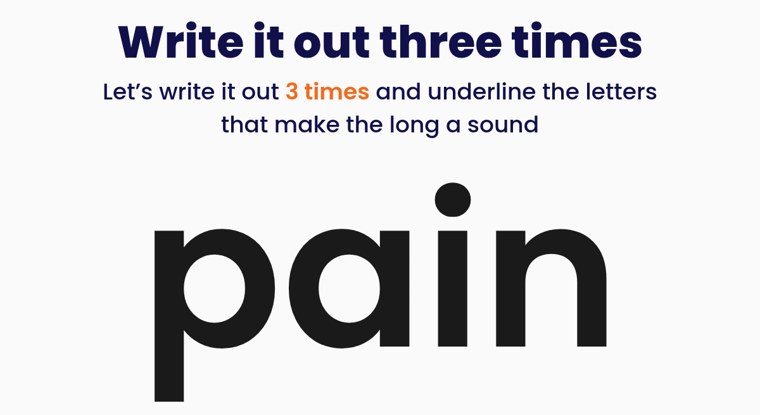 Write it out three times
Let’s write it out 3 times and underline the letters
that make the long a sound
pain